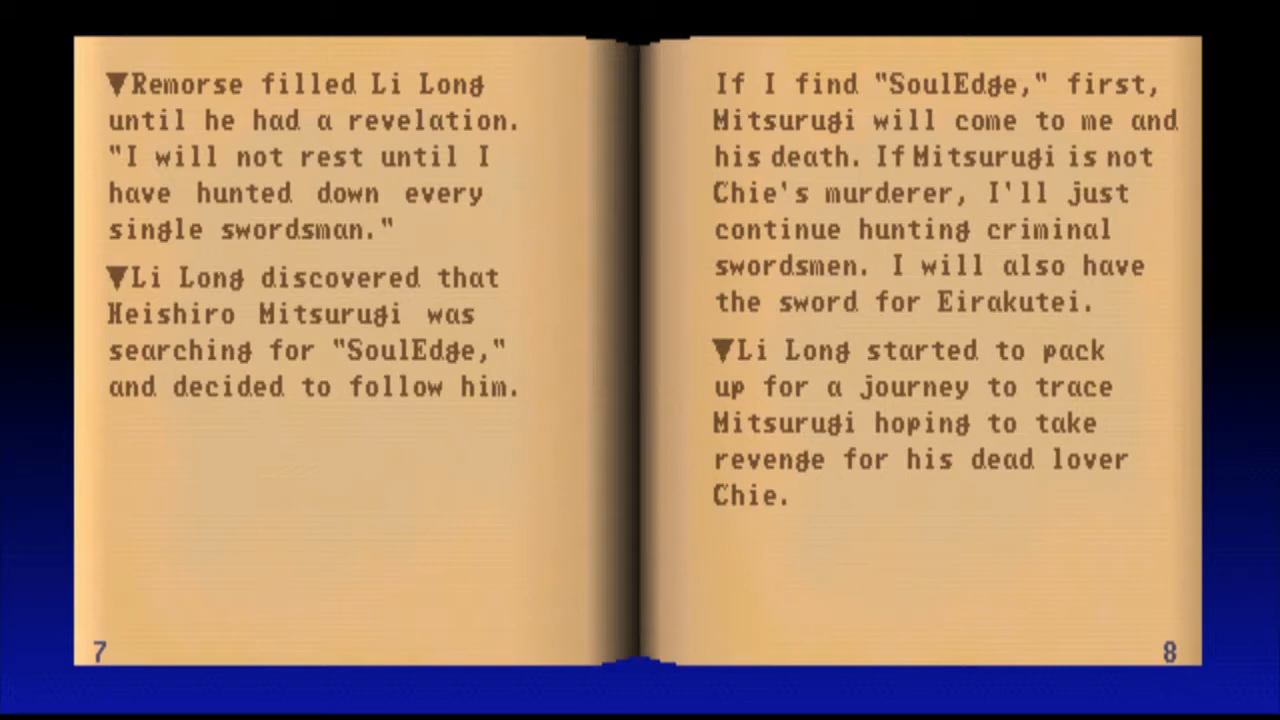 ▼Remorse filled Li Long
until he had a revelation.
"I will not rest until I
have hunted down every
single swordsman."
▼Li Long discovered that
Heishiro Mitsurugi was
searching for "SoulEdge,"
and decided to follow him.
7
If I find "SoulEdge," first,
Mitsurugi will come to me and
his death. If Mitsurugi is not
Chie's murderer, I'll just
continue hunting criminal
swordsmen. I will also have
the sword for Eirakutei.
▼Li Long started to pack
up for a journey to trace
Mitsurugi hoping to take
revenge for his dead lover
Chie.
8